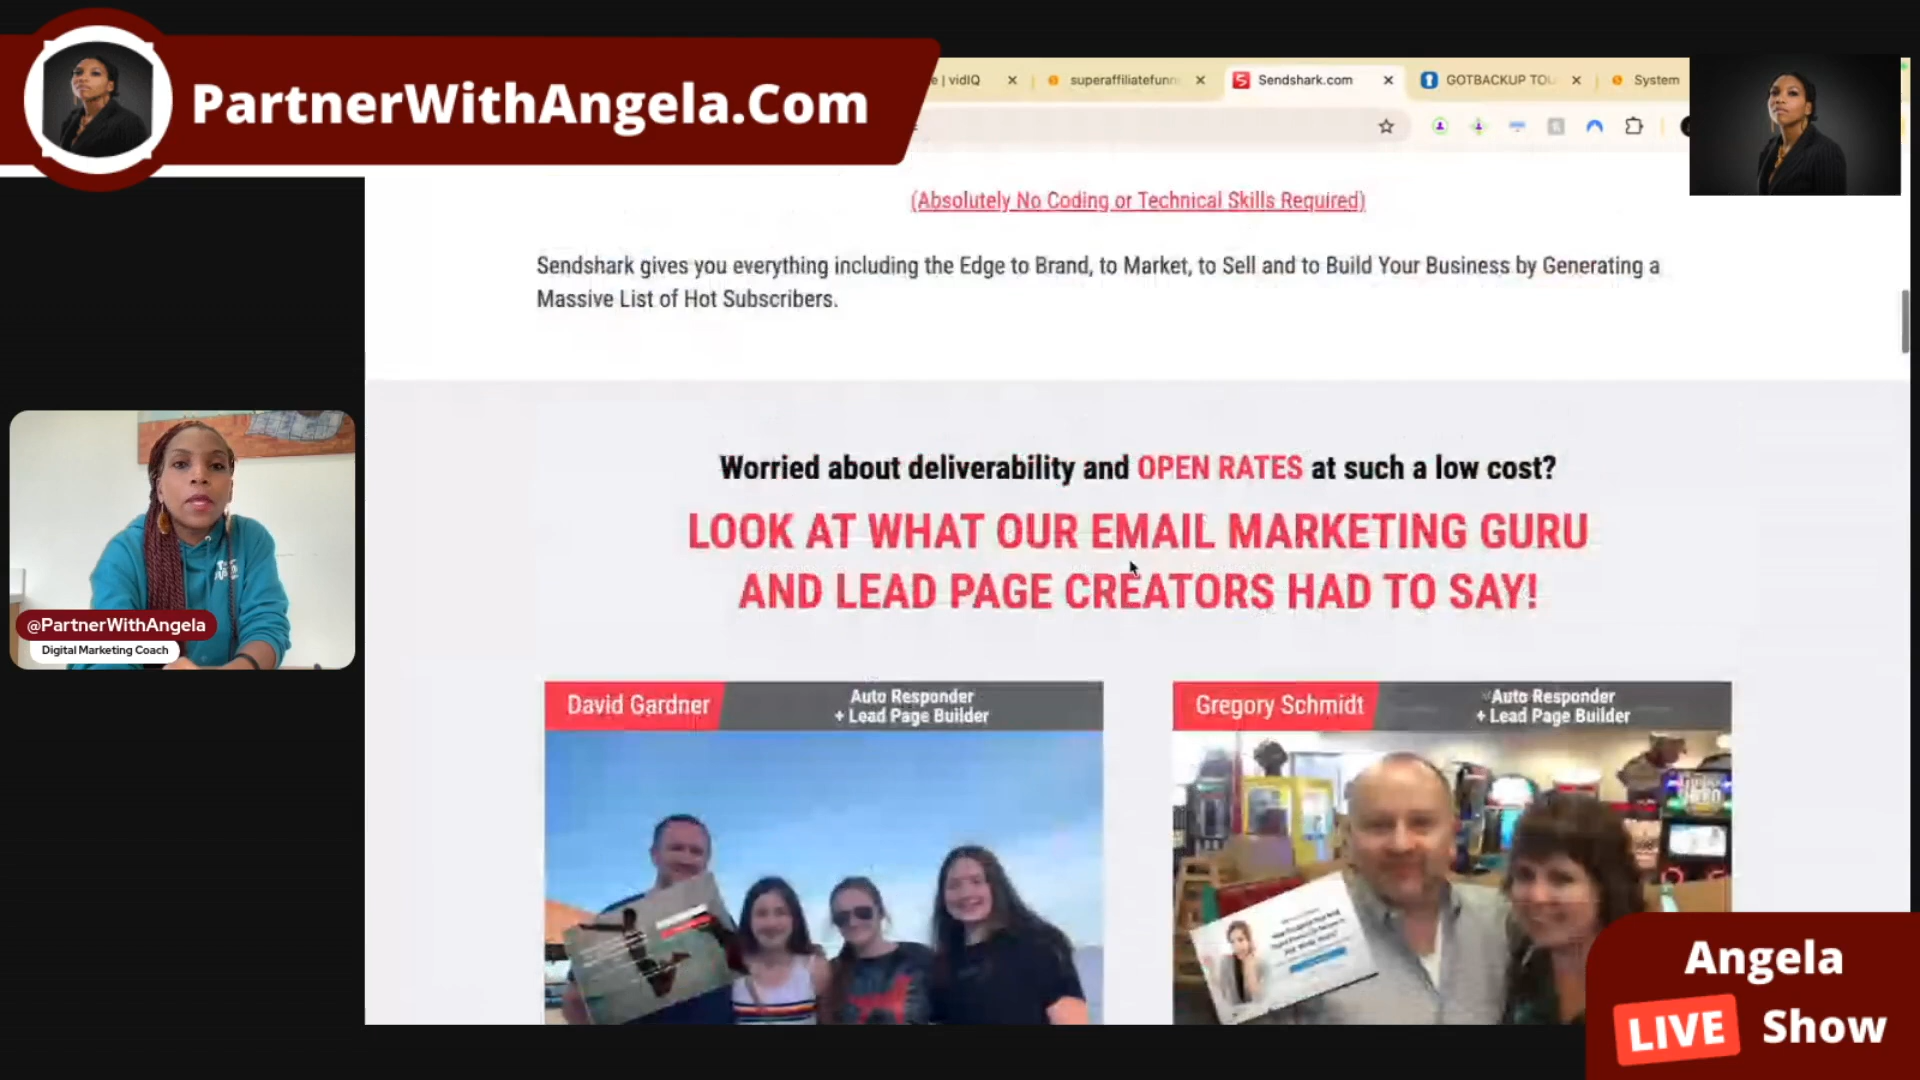 PartnerWithAngela.Com
e | vidIQ
superaffiliatefunn
Sendshark.com
GOTBACKUP TOU
System
(Absolutely No Coding or Technical Skills Required)
Sendshark gives you everything including the Edge to Brand, to Market, to Sell and to Build Your Business by Generating a
Massive List of Hot Subscribers.
Worried about deliverability and OPEN RATES at such a low cost?
LOOK AT WHAT OUR EMAIL MARKETING GURU
AND LEAD PAGE CREATORS HAD TO SAY!
@PartnerWithAngela
Digital Marketing Coach
David Gardner
Auto Responder
+ Lead Page Builder
Gregory Schmidt
Auto Responder
+ Lead Page Builder
Angela
LIVE Show